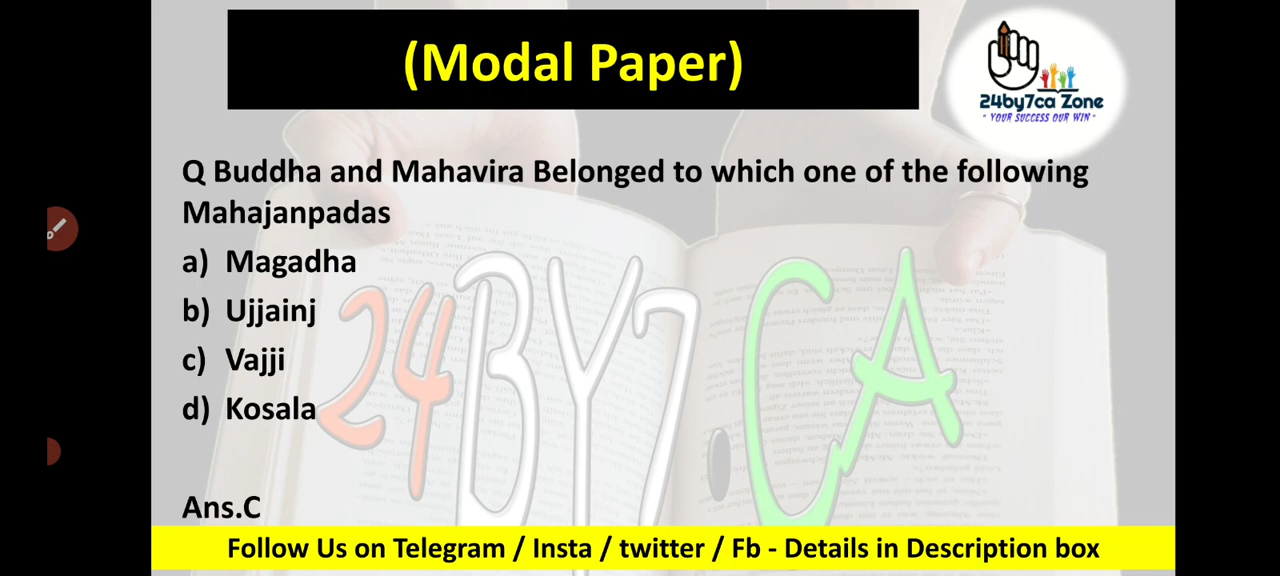 (Modal Paper)
24by7ca Zone
" YOUR SUCCESS OUR WIN "
Q Buddha and Mahavira Belonged to which one of the following
Mahajanpadas
a) Magadha
b) Ujjainj
c) Vajji
d) Kosala
24BY7.CA
Ans.C
Follow Us on Telegram / Insta / twitter / Fb - Details in Description box